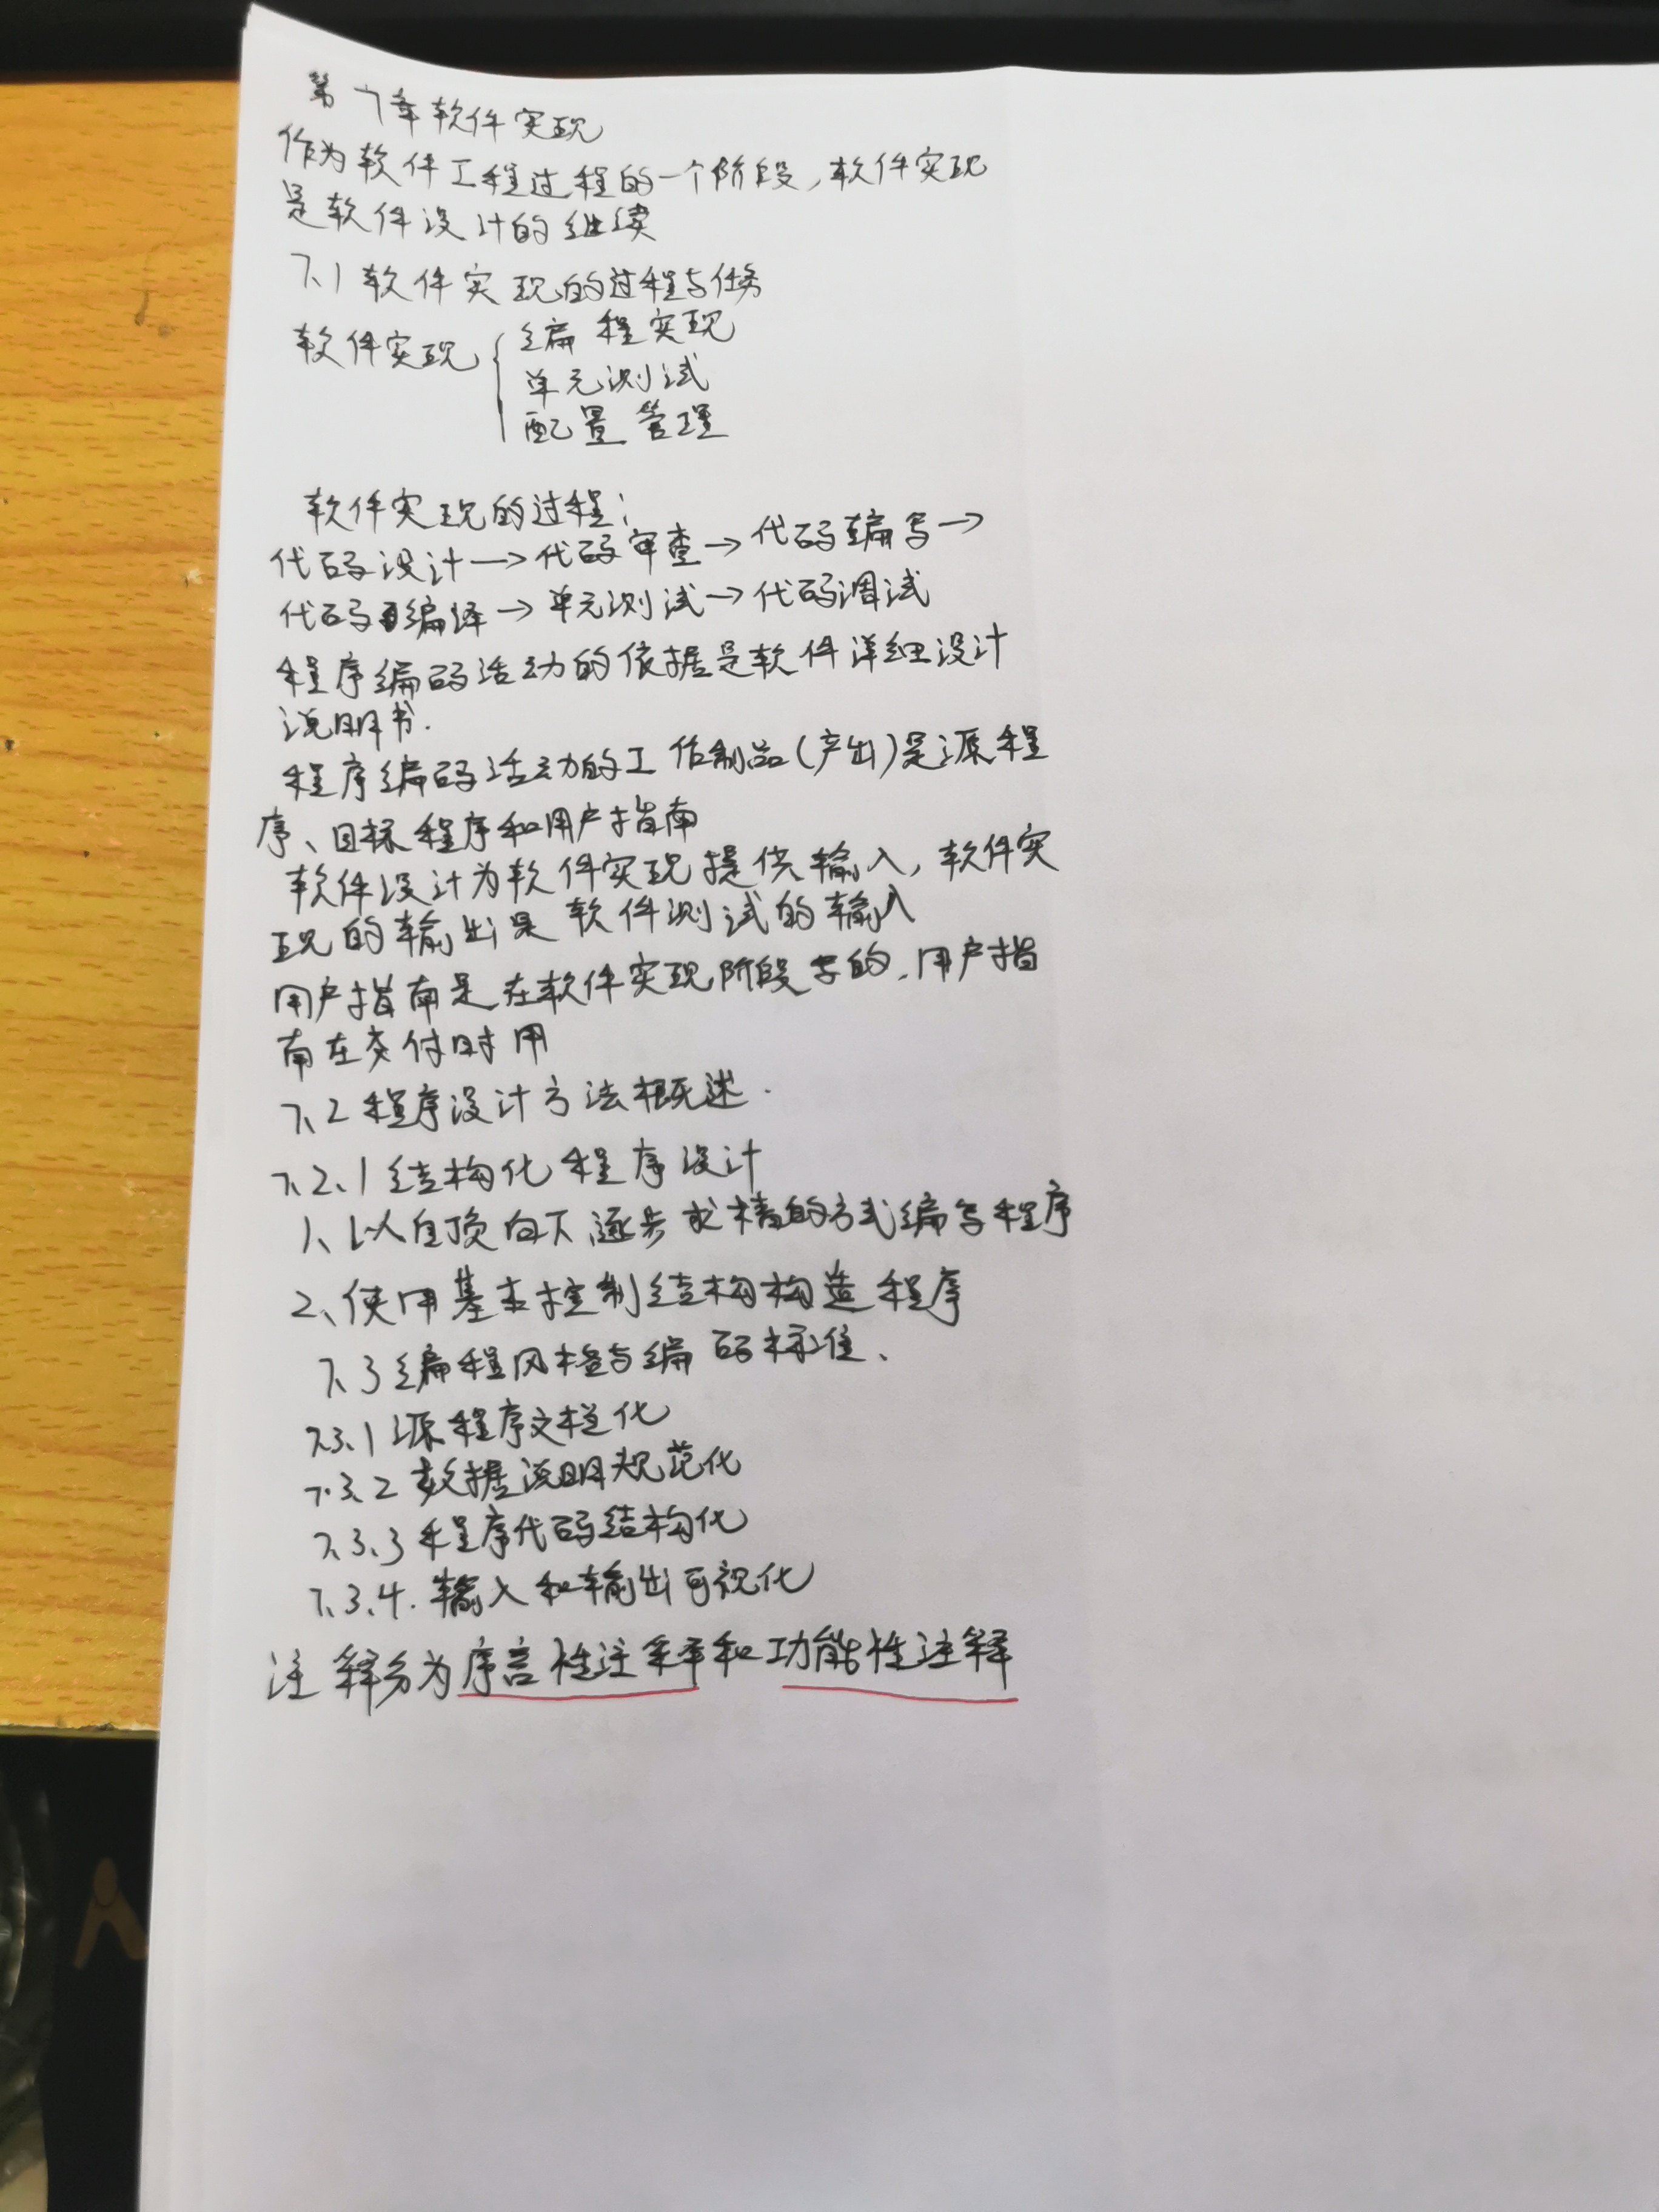 第7章软件实现
作为软件工程过程的一个阶段,软件实现
是软件设计的继续
7、1 软件实现的过程与任务
软件实现{编程实现
单元测试
配置管理
软件实现的过程:
代码设计→代码审查→代码编写→
代码编译→单元测试→代码调试
程序编码活动的依据是软件详细设计
说明书.
程序编码活动的工作制品(产出)是源程
序、目标程序和用户指南
软件设计为软件实现提供输入,软件实
现的输出是软件测试的输入
用户指南是在软件实现阶段写的,用户指
南在交付时用
7、2 程序设计方法概述.
7、2、1 结构化程序设计
1、以自顶向下逐步求精的方式编写程序
2、使用基本控制结构构造程序
7、3 编程风格与编码标准、
7.3、1 源程序文档化
7.3.2 数据说明规范化
7.3.3 程序代码结构化
7.3.4. 输入和输出可视化
注释分为序言性注释和功能性注释